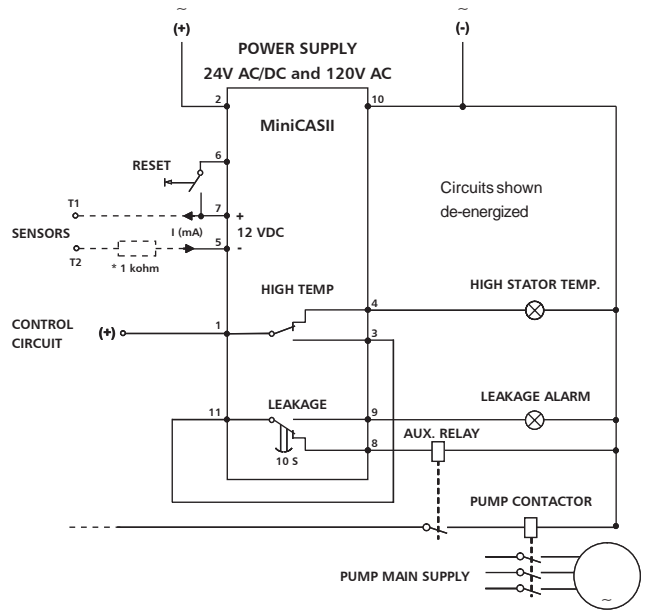 ~
(+)
~
(-)
POWER SUPPLY
24V AC/DC and 120V AC
2
10
MiniCASII
6
RESET
Circuits shown
de-energized
T1
7
+
I (mA)
12 VDC
SENSORS
T2
5
-
* 1 kohm
HIGH TEMP
HIGH STATOR TEMP.
4
CONTROL
CIRCUIT
(+)
1
3
LEAKAGE
LEAKAGE ALARM
11
9
AUX. RELAY
8
10 S
PUMP CONTACTOR
PUMP MAIN SUPPLY
~